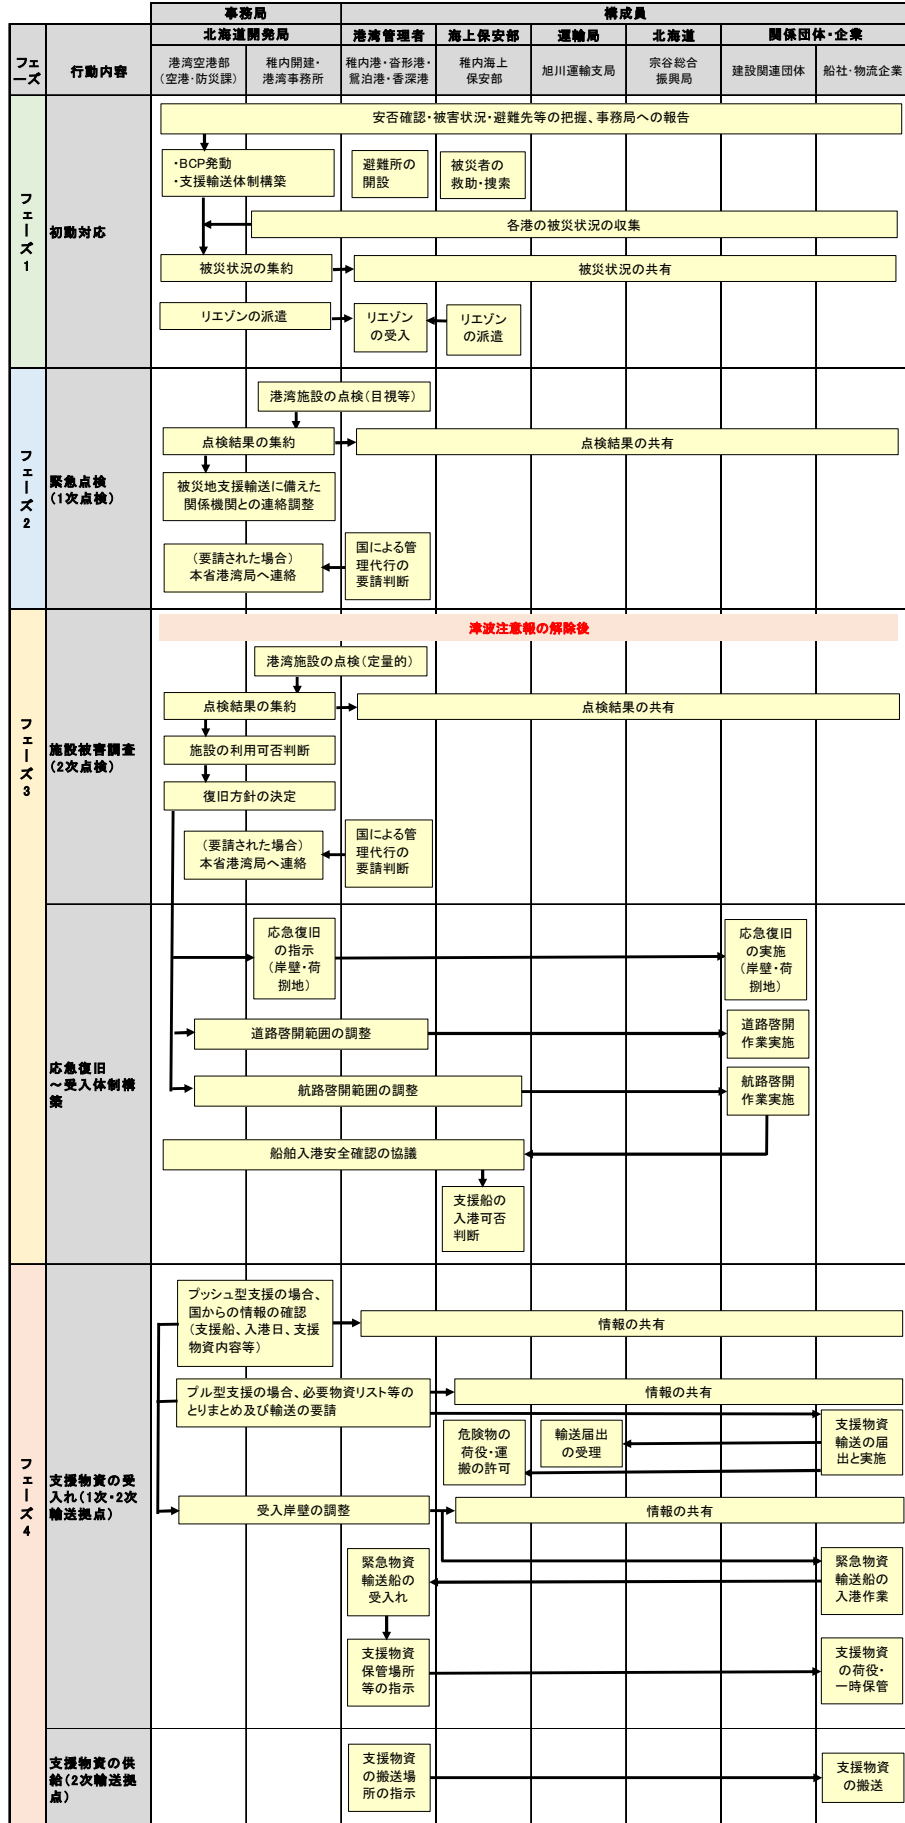 事務局
構成員
北海道開発局
港湾管理者
海上保安部
運輸局
北海道
関係団体・企業
フェ
ーズ
行動内容
港湾空港部
(空港・防災課)
稚内開建・
港湾事務所
稚内港・沓形港・
鴛泊港・香深港
稚内海上
保安部
旭川運輸支局
宗谷総合
振興局
建設関連団体
船社・物流企業
フェーズ1
初動対応
安否確認・被害状況・避難先等の把握、事務局への報告
・BCP発動
・支援輸送体制構築
避難所の
開設
被災者の
救助・捜索
各港の被災状況の収集
被災状況の集約
被災状況の共有
リエゾンの派遣
リエゾン
の受入
リエゾン
の派遣
フェーズ2
緊急点検
(1次点検)
港湾施設の点検(目視等)
点検結果の集約
点検結果の共有
被災地支援輸送に備えた
関係機関との連絡調整
(要請された場合)
本省港湾局へ連絡
国による管
理代行の
要請判断
フェーズ3
施設被害調査
(2次点検)
津波注意報の解除後
港湾施設の点検(定量的)
点検結果の集約
点検結果の共有
施設の利用可否判断
復旧方針の決定
(要請された場合)
本省港湾局へ連絡
国による管
理代行の
要請判断
応急復旧
～受入体制構
築
応急復旧
の指示
(岸壁・荷
捌地)
応急復旧
の実施
(岸壁・荷
捌地)
道路啓開範囲の調整
道路啓開
作業実施
航路啓開範囲の調整
航路啓開
作業実施
船舶入港安全確認の協議
支援船の
入港可否
判断
フェーズ4
支援物資の受
入れ(1次・2次
輸送拠点)
プッシュ型支援の場合、
国からの情報の確認
(支援船、入港日、支援
物資内容等)
情報の共有
プル型支援の場合、必要物資リスト等の
とりまとめ及び輸送の要請
情報の共有
危険物の
荷役・運
搬の許可
輸送届出
の受理
支援物資
輸送の届
出と実施
受入岸壁の調整
情報の共有
緊急物資
輸送船の
受入れ
緊急物資
輸送船の
入港作業
支援物資
保管場所
等の指示
支援物資
の荷役・
一時保管
支援物資の供
給(2次輸送拠
点)
支援物資
の搬送場
所の指示
支援物資
の搬送